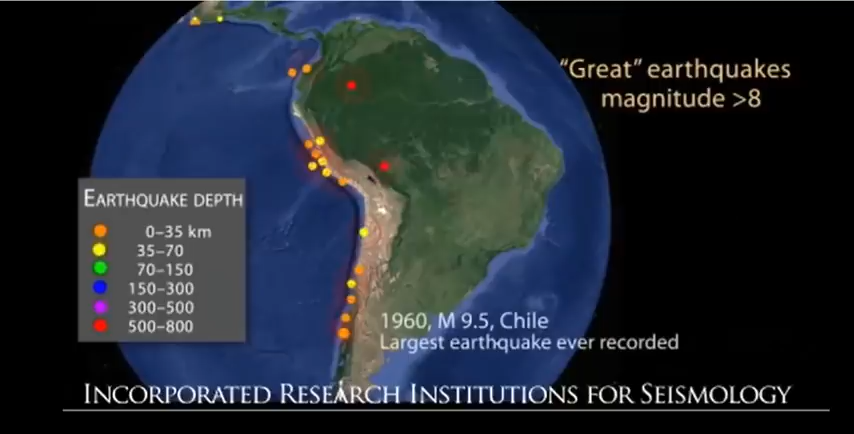 “Great” earthquakes
magnitude >8
EARTHQUAKE DEPTH
0–35 km
35–70
70–150
150–300
300–500
500–800
1960, M 9.5, Chile
Largest earthquake ever recorded
INCORPORATED RESEARCH INSTITUTIONS FOR SEISMOLOGY